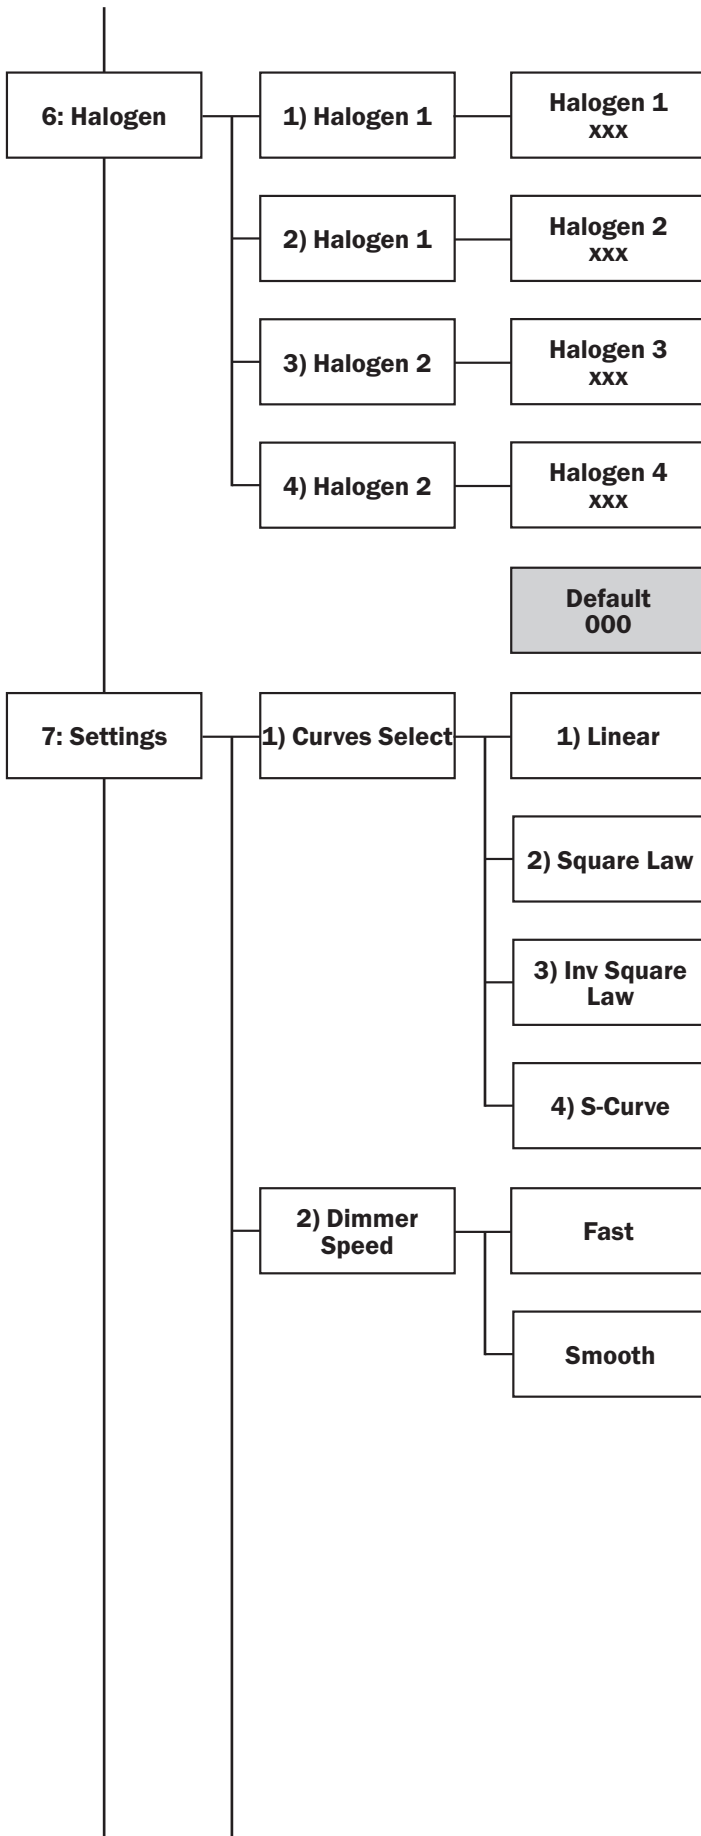 6: Halogen
1) Halogen 1
Halogen 1
xxx
2) Halogen 1
Halogen 2
xxx
3) Halogen 2
Halogen 3
xxx
4) Halogen 2
Halogen 4
xxx
Default
000
7: Settings
1) Curves Select
1) Linear
2) Square Law
3) Inv Square
Law
4) S-Curve
2) Dimmer
Speed
Fast
Smooth